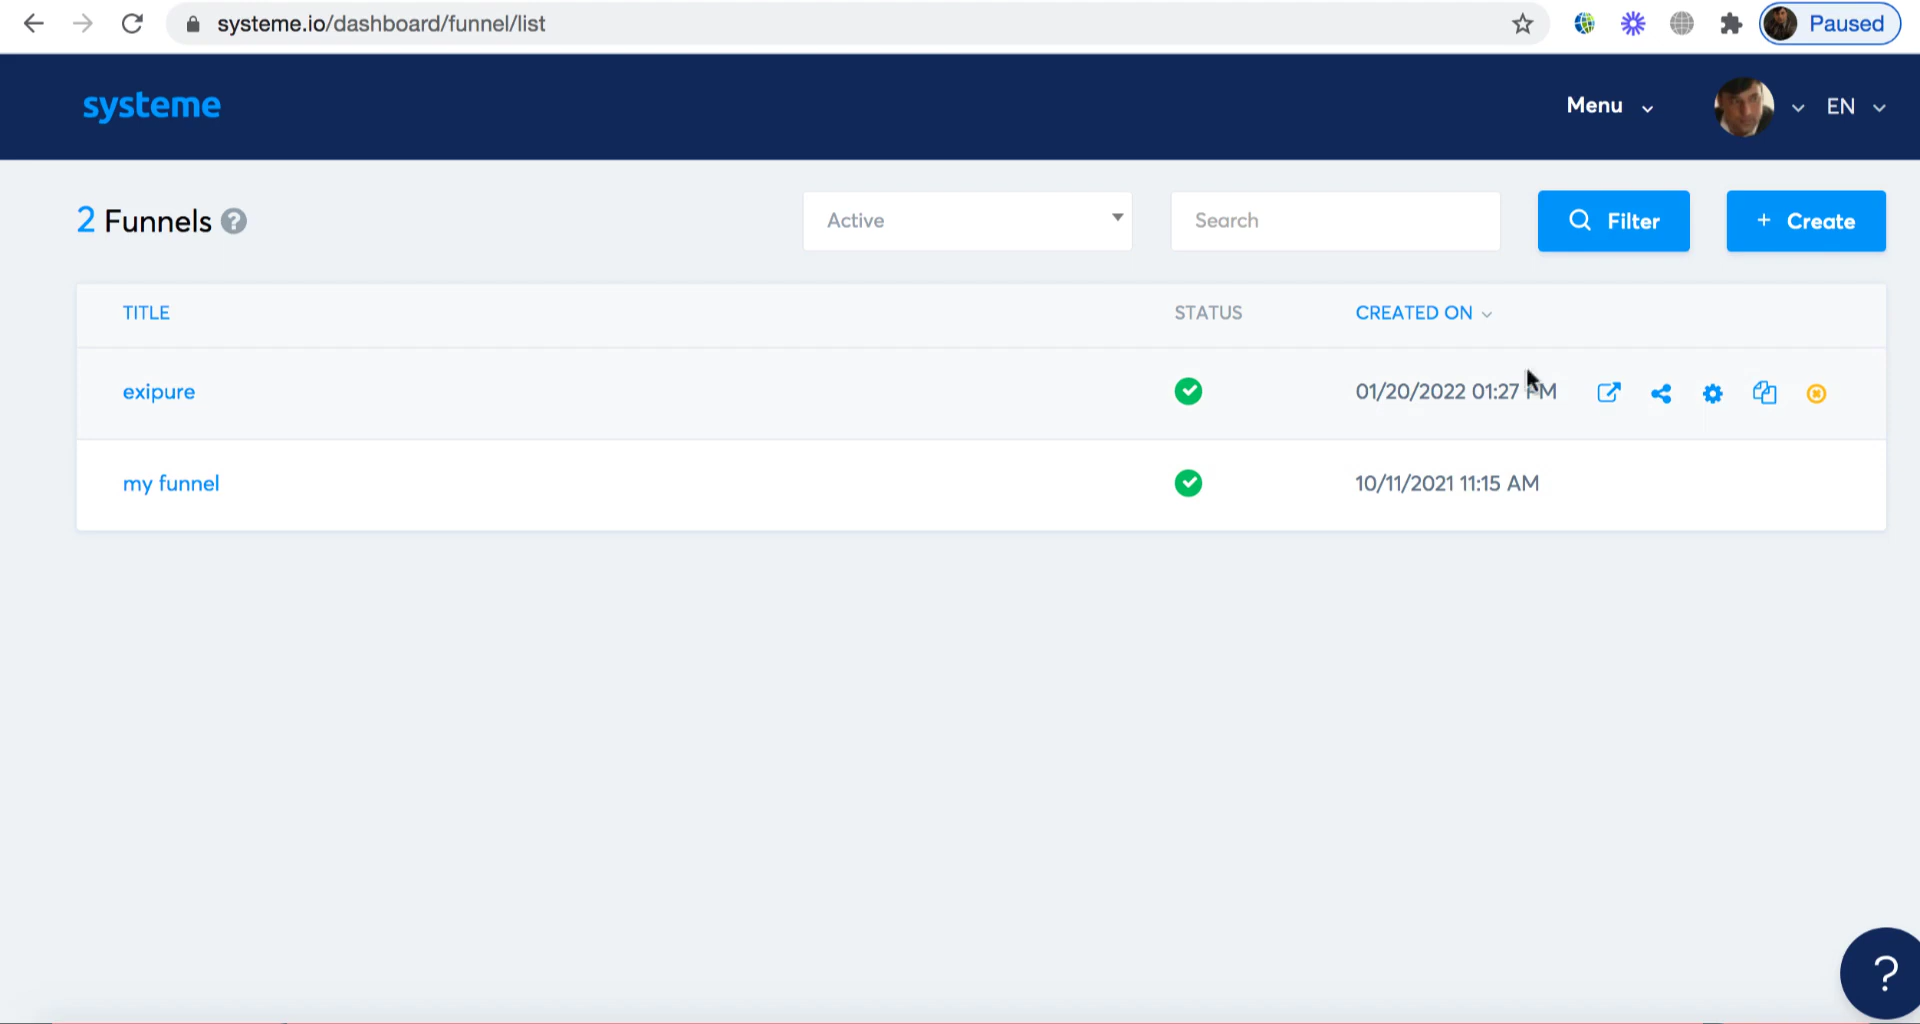 systeme.io/dashboard/funnel/list
Paused
systeme
Menu
EN
2 Funnels ?
Active
Search
Filter
+ Create
TITLE
STATUS
CREATED ON
exipure
01/20/2022 01:27 PM
my funnel
10/11/2021 11:15 AM
?